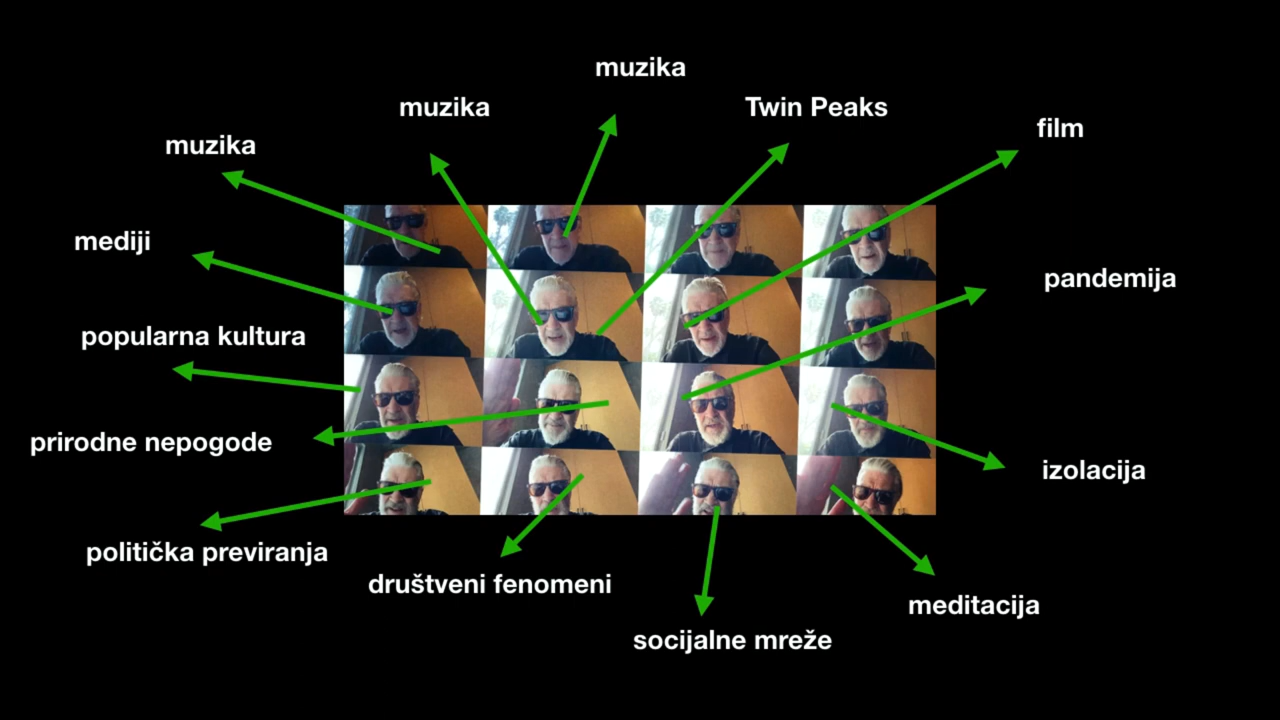 muzika
muzika
Twin Peaks
film
muzika
mediji
pandemija
popularna kultura
prirodne nepogode
izolacija
politička previranja
društveni fenomeni
meditacija
socijalne mreže